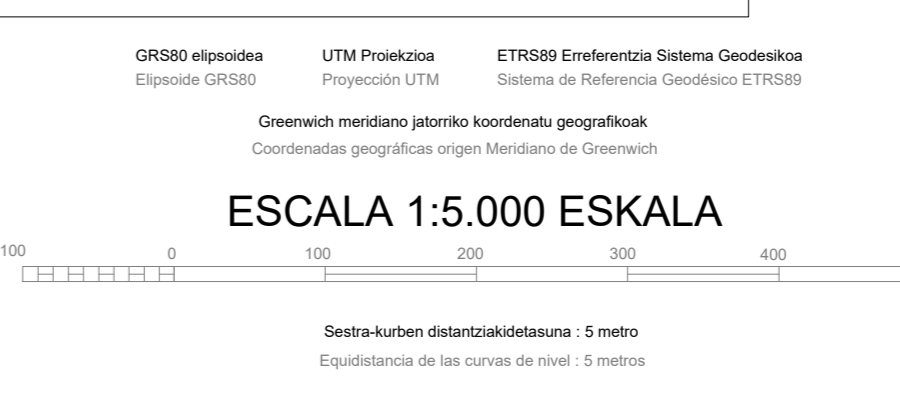 GRS80 elipsoidea UTM Proiekzioa ETRS89 Erreferentzia Sistema Geodesikoa
Elipsoide GRS80 Proyección UTM Sistema de Referencia Geodésico ETRS89
Greenwich meridiano jatorriko koordenatu geografikoak
Coordenadas geográficas origen Meridiano de Greenwich
ESCALA 1:5.000 ESKALA
100 0 100 200 300 400
Sestra-kurben distantziakidetasuna : 5 metro
Equidistancia de las curvas de nivel : 5 metros